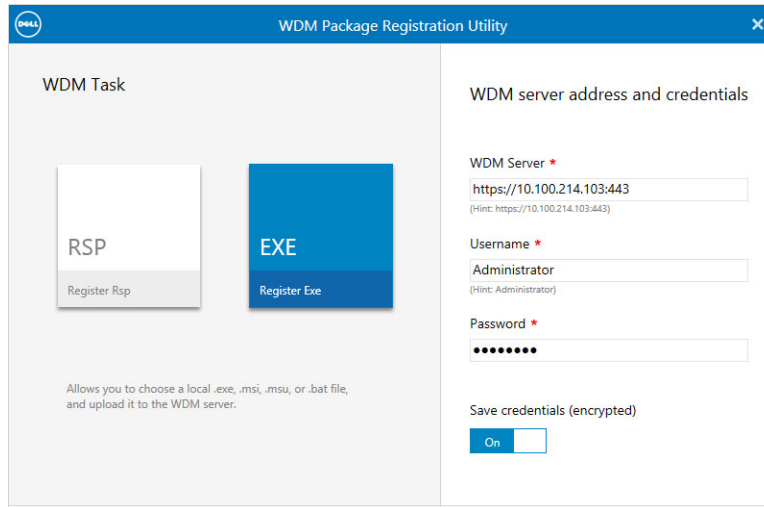 DELL
WDM Package Registration Utility
WDM Task
RSP
Register Rsp
EXE
Register Exe
Allows you to choose a local .exe, .msi, .msu, or .bat file,
and upload it to the WDM server.
WDM server address and credentials
WDM Server *
https://10.100.214.103:443
(Hint: https://10.100.214.103:443)
Username *
Administrator
(Hint: Administrator)
Password *
●●●●●●●●
Save credentials (encrypted)
On